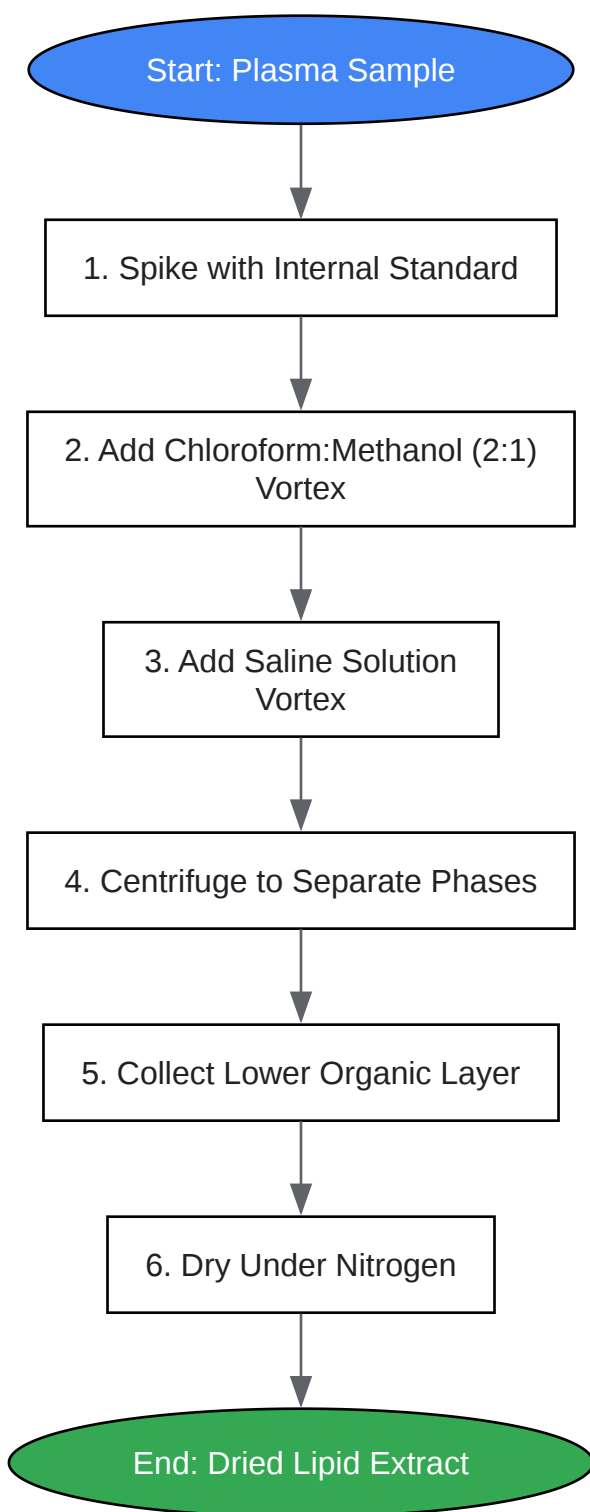 Start: Plasma Sample
1. Spike with Internal Standard
2. Add Chloroform:Methanol (2:1)
Vortex
3. Add Saline Solution
Vortex
4. Centrifuge to Separate Phases
5. Collect Lower Organic Layer
6. Dry Under Nitrogen
End: Dried Lipid Extract